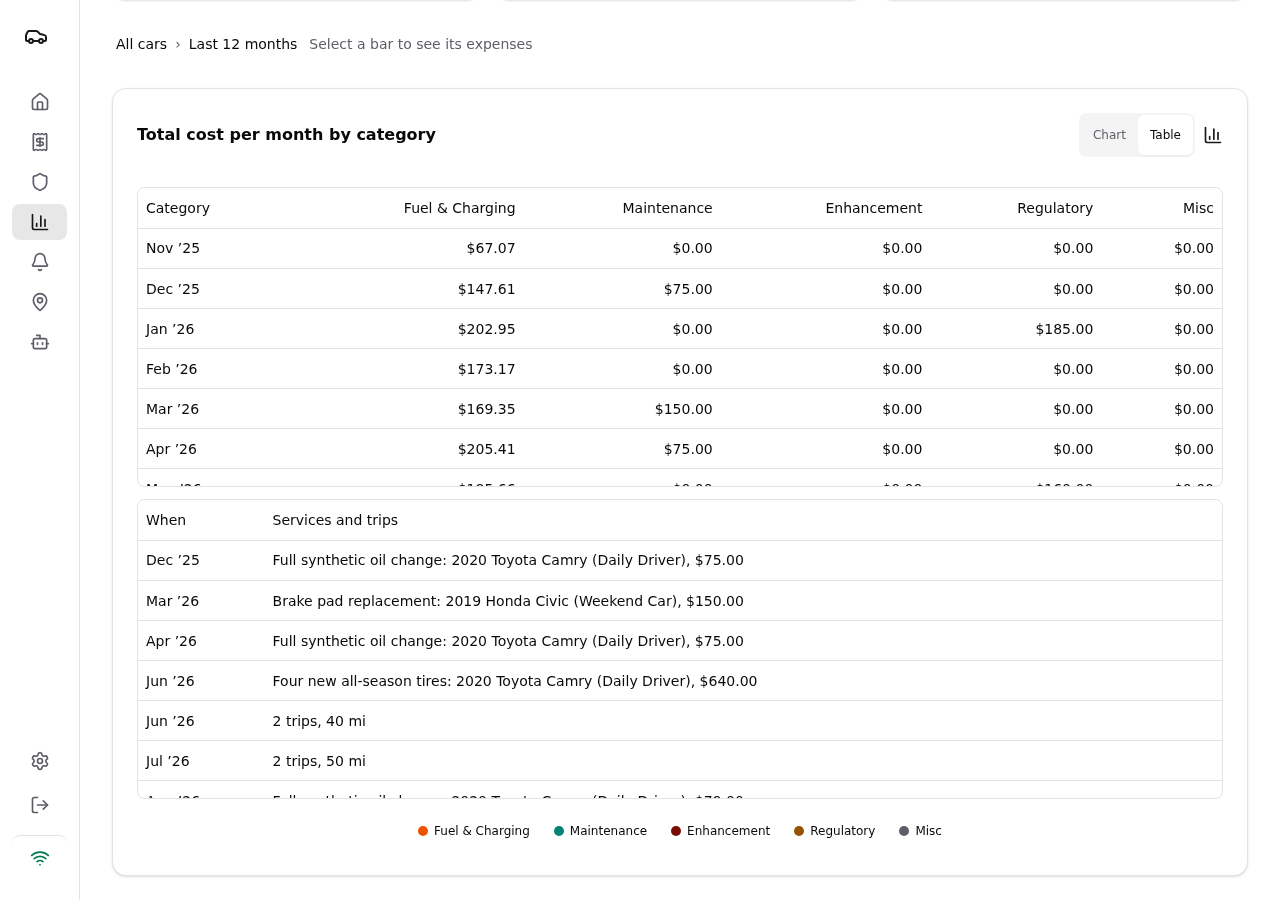 All cars › Last 12 months Select a bar to see its expenses
Total cost per month by category
Chart Table
Category Fuel & Charging Maintenance Enhancement Regulatory Misc
Nov ’25 $67.07 $0.00 $0.00 $0.00 $0.00
Dec ’25 $147.61 $75.00 $0.00 $0.00 $0.00
Jan ’26 $202.95 $0.00 $0.00 $185.00 $0.00
Feb ’26 $173.17 $0.00 $0.00 $0.00 $0.00
Mar ’26 $169.35 $150.00 $0.00 $0.00 $0.00
Apr ’26 $205.41 $75.00 $0.00 $0.00 $0.00
When Services and trips
Dec ’25 Full synthetic oil change: 2020 Toyota Camry (Daily Driver), $75.00
Mar ’26 Brake pad replacement: 2019 Honda Civic (Weekend Car), $150.00
Apr ’26 Full synthetic oil change: 2020 Toyota Camry (Daily Driver), $75.00
Jun ’26 Four new all-season tires: 2020 Toyota Camry (Daily Driver), $640.00
Jun ’26 2 trips, 40 mi
Jul ’26 2 trips, 50 mi
Fuel & Charging Maintenance Enhancement Regulatory Misc